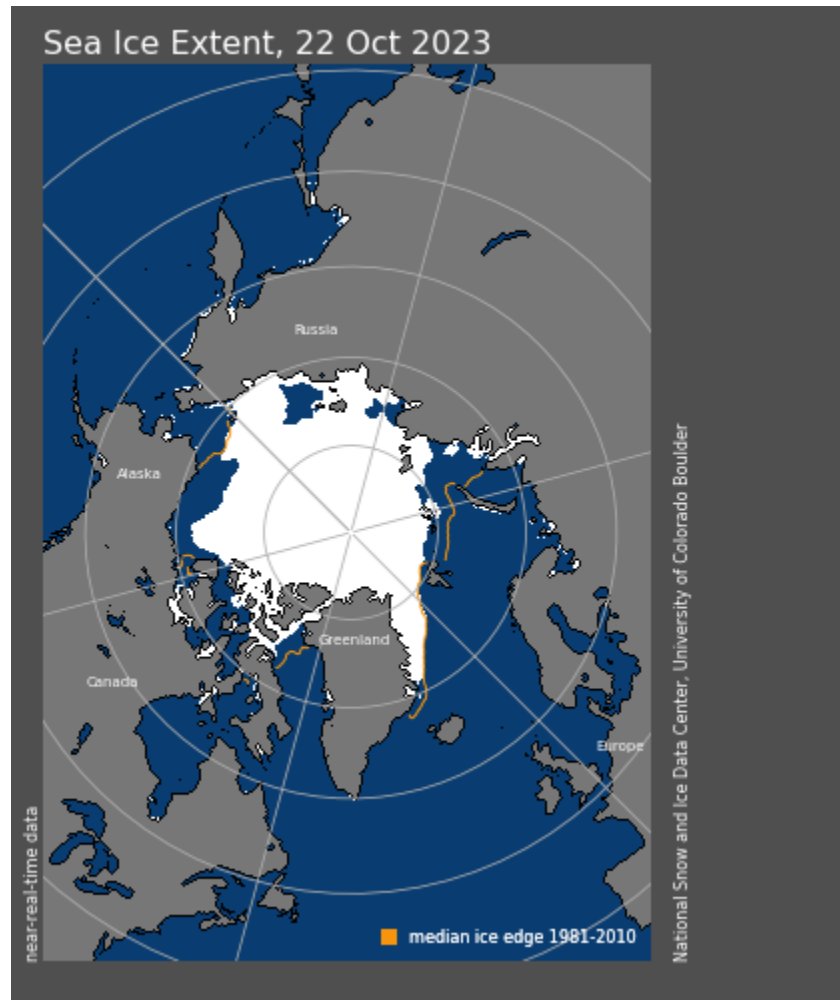 Sea Ice Extent, 22 Oct 2023
Russia
Alaska
Greenland
Canada
Europe
median ice edge 1981-2010
near-real-time data
National Snow and Ice Data Center, University of Colorado Boulder